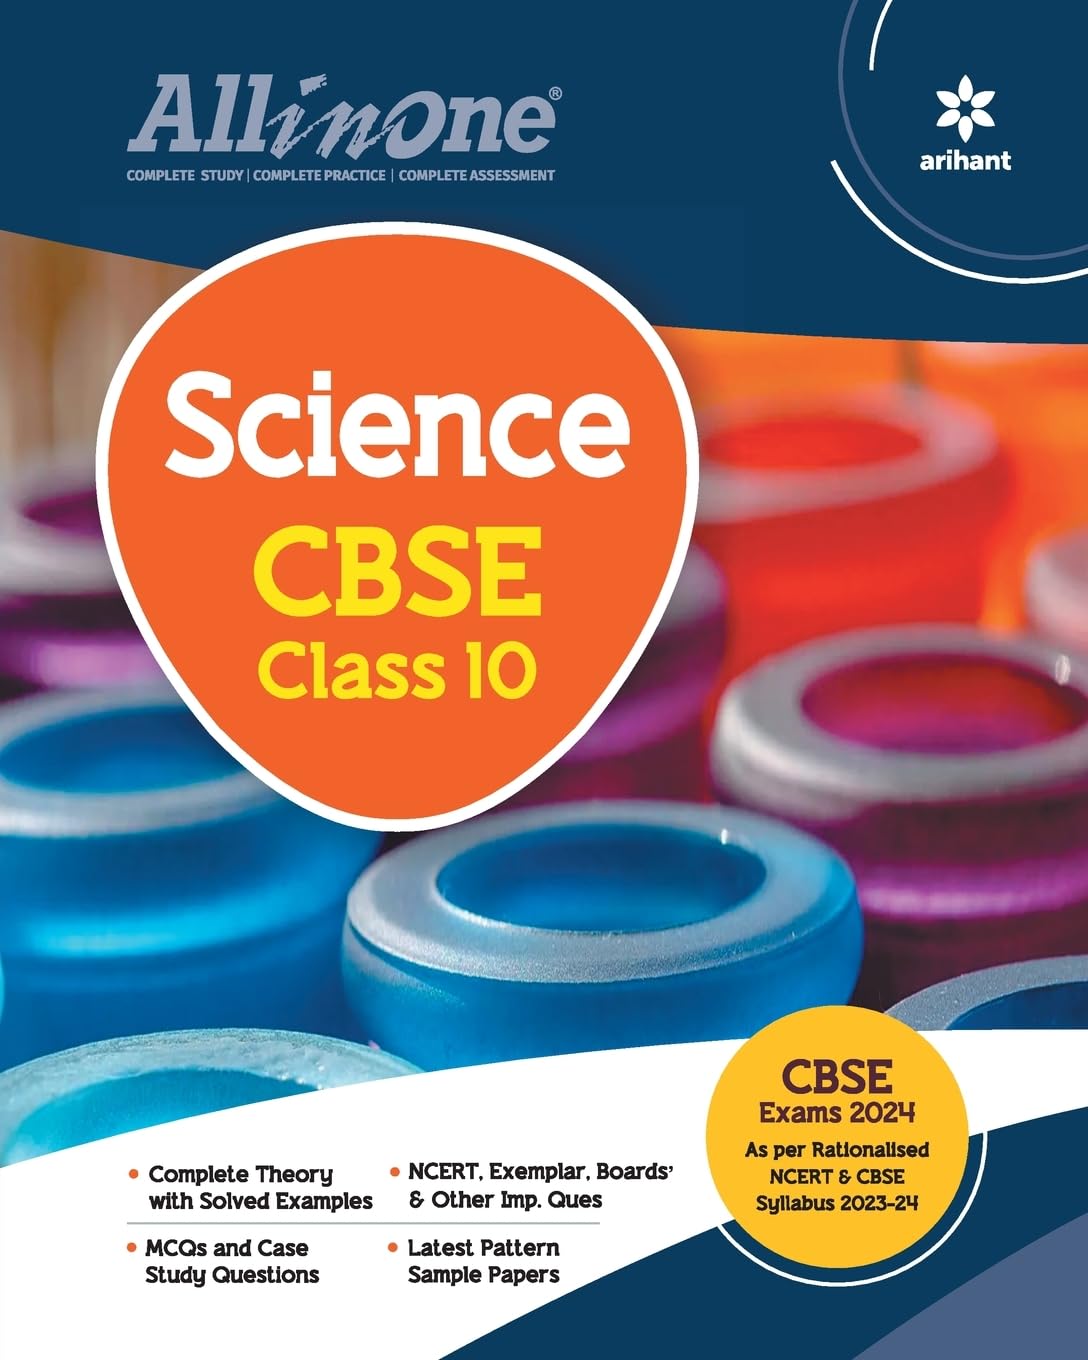 All in One®
COMPLETE STUDY | COMPLETE PRACTICE | COMPLETE ASSESSMENT
arihant
Science
CBSE
Class 10
CBSE
Exams 2024
As per Rationalised
NCERT & CBSE
Syllabus 2023-24
• Complete Theory
with Solved Examples
• NCERT, Exemplar, Boards'
& Other Imp. Ques
• MCQs and Case
Study Questions
• Latest Pattern
Sample Papers